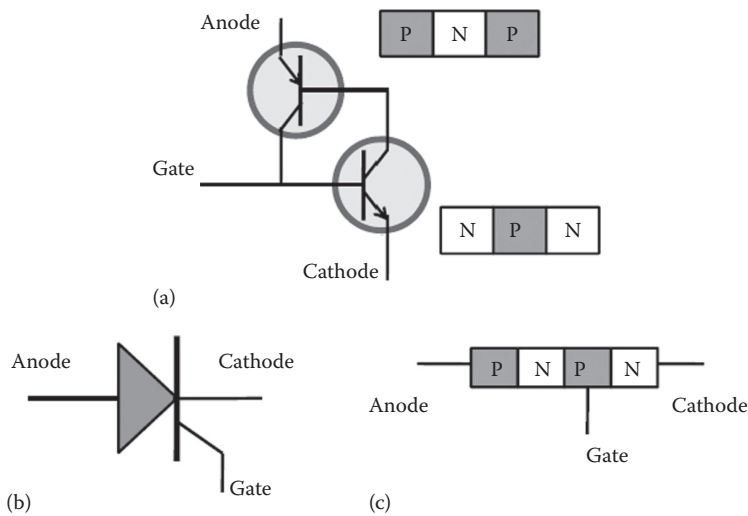 Anode
P N P
Gate
N P N
Cathode
(a)
Anode
Cathode
Gate
(b)
P N P N
Anode
Cathode
Gate
(c)